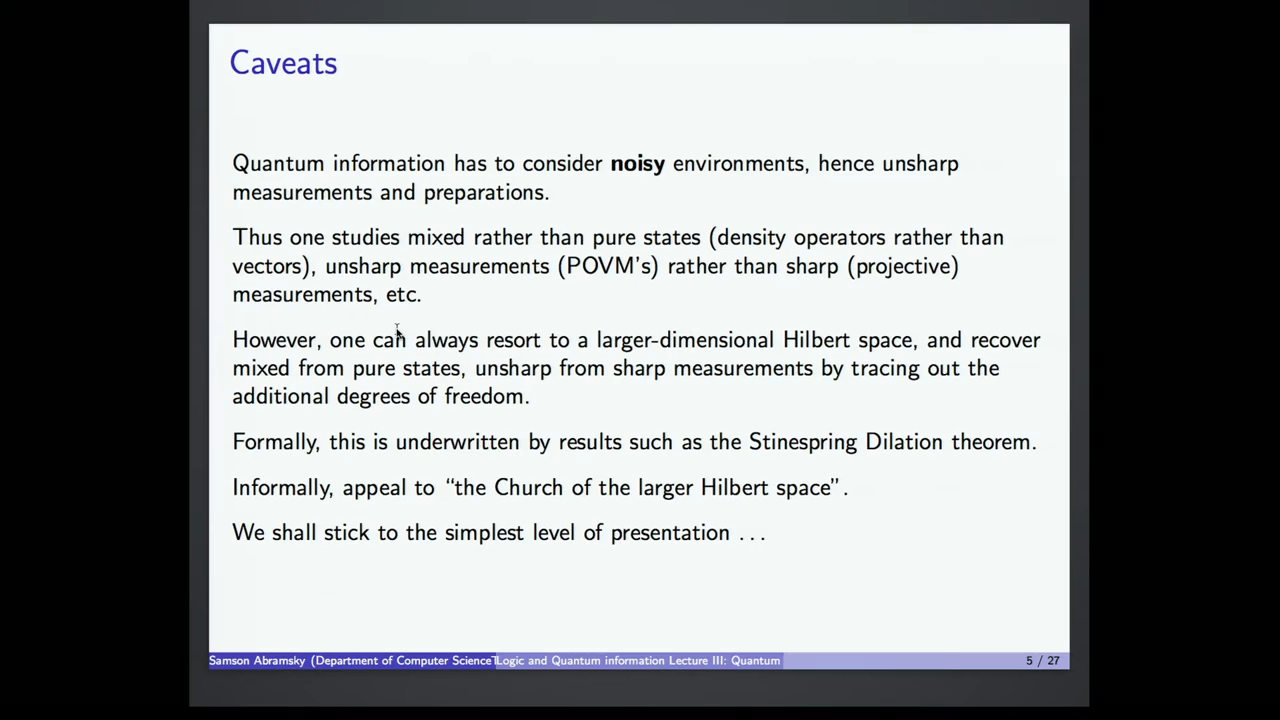 Caveats
Quantum information has to consider noisy environments, hence unsharp
measurements and preparations.
Thus one studies mixed rather than pure states (density operators rather than
vectors), unsharp measurements (POVM's) rather than sharp (projective)
measurements, etc.
However, one can always resort to a larger-dimensional Hilbert space, and recover
mixed from pure states, unsharp from sharp measurements by tracing out the
additional degrees of freedom.
Formally, this is underwritten by results such as the Stinespring Dilation theorem.
Informally, appeal to “the Church of the larger Hilbert space”.
We shall stick to the simplest level of presentation ...
Samson Abramsky (Department of Computer Science Logic and Quantum information Lecture III: Quantum 5 / 27